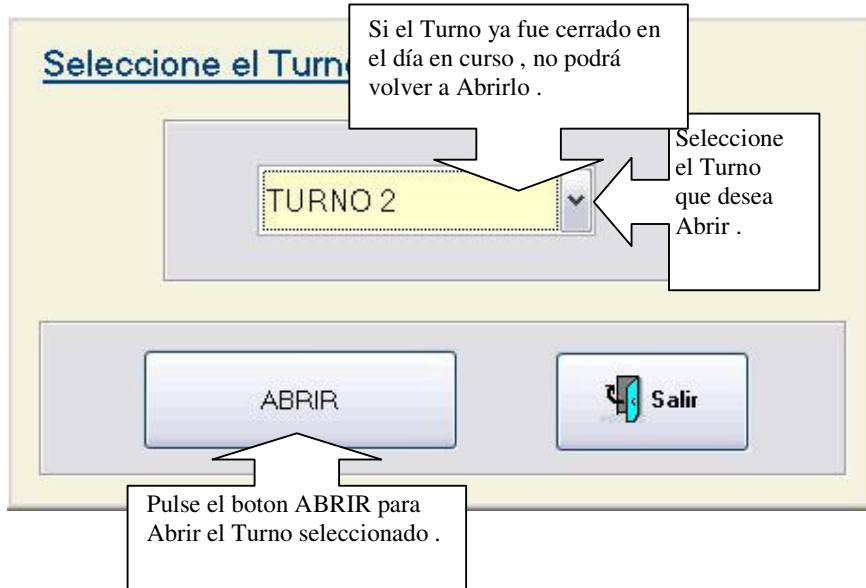 Si el Turno ya fue cerrado en
el día en curso , no podrá
volver a Abrirlo .
Seleccione el Turn
Seleccione
el Turno
que desea
Abrir .
TURNO 2
ABRIR
Salir
Pulse el boton ABRIR para
Abrir el Turno seleccionado .